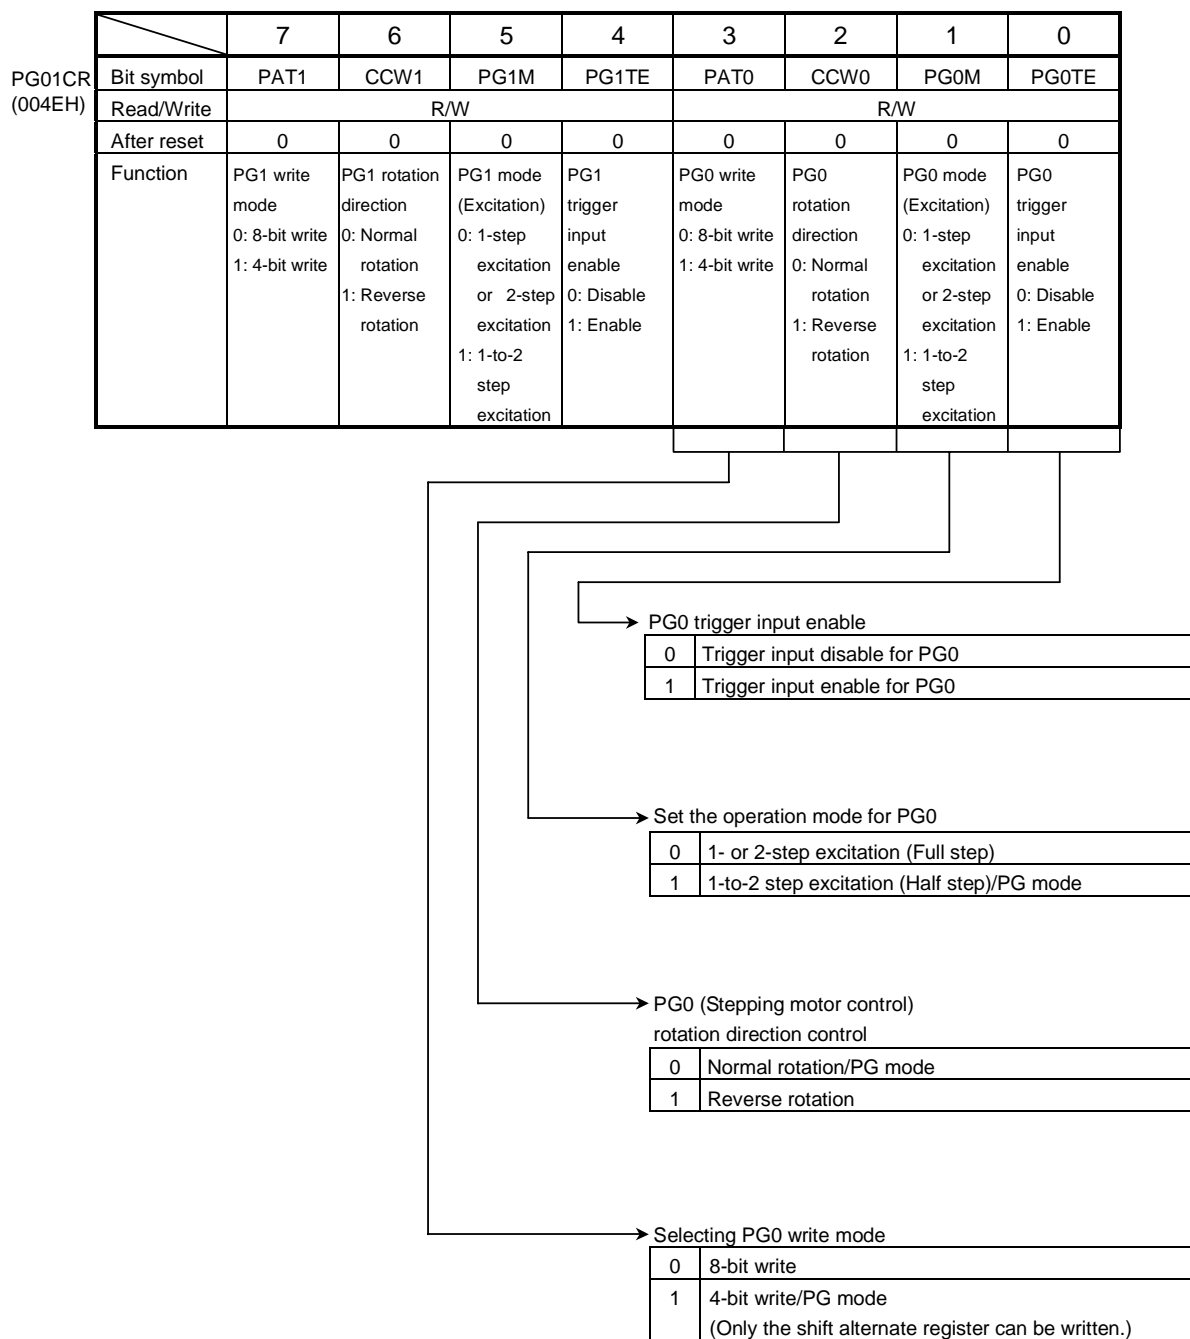 7 6 5 4 3 2 1 0
PG01CR (004EH)
Bit symbol PAT1 CCW1 PG1M PG1TE PAT0 CCW0 PG0M PG0TE
Read/Write R/W R/W
After reset 0 0 0 0 0 0 0 0
Function
PG1 write
mode
0: 8-bit write
1: 4-bit write
PG1 rotation
direction
0: Normal
rotation
1: Reverse
rotation
PG1 mode
(Excitation)
0: 1-step
excitation
or 2-step
excitation
1: 1-to-2
step
excitation
PG1
trigger
input
enable
0: Disable
1: Enable
PG0 write
mode
0: 8-bit write
1: 4-bit write
PG0
rotation
direction
0: Normal
rotation
1: Reverse
rotation
PG0 mode
(Excitation)
0: 1-step
excitation
or 2-step
excitation
1: 1-to-2
step
excitation
PG0
trigger
input
enable
0: Disable
1: Enable
PG0 trigger input enable
0 Trigger input disable for PG0
1 Trigger input enable for PG0
Set the operation mode for PG0
0 1- or 2-step excitation (Full step)
1 1-to-2 step excitation (Half step)/PG mode
PG0 (Stepping motor control)
rotation direction control
0 Normal rotation/PG mode
1 Reverse rotation
Selecting PG0 write mode
0 8-bit write
1 4-bit write/PG mode
(Only the shift alternate register can be written.)